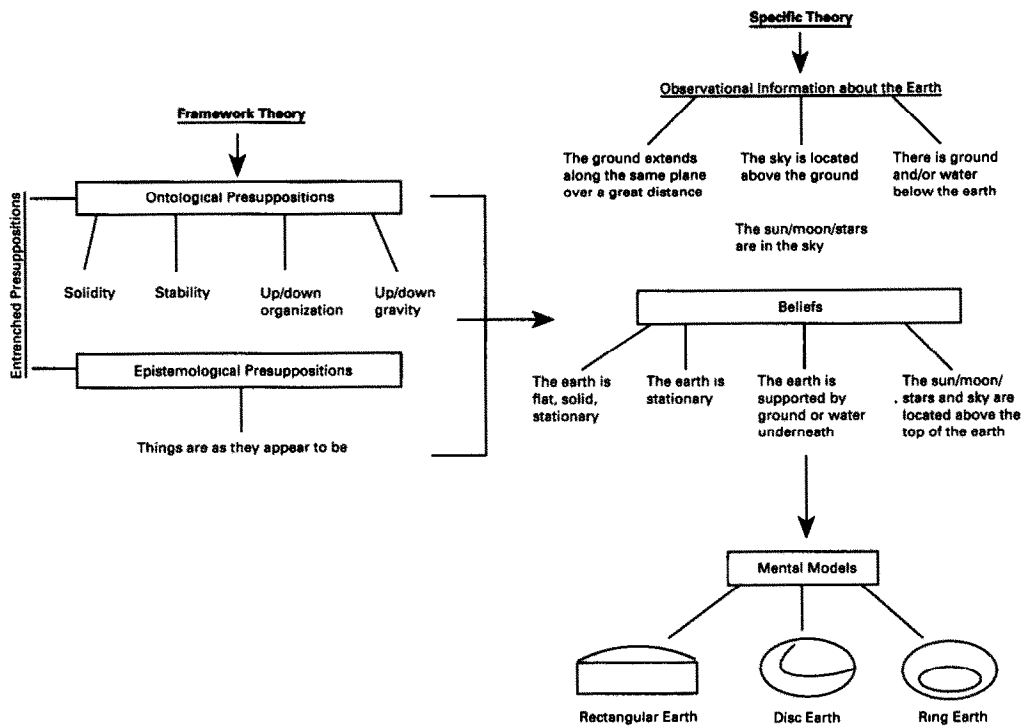 Specific Theory
Observational Information about the Earth
The ground extends
along the same plane
over a great distance
The sky is located
above the ground
There is ground
and/or water
below the earth
The sun/moon/stars
are in the sky
Framework Theory
Entrenched Presuppositions
Ontological Presuppositions
Solidity
Stability
Up/down
organization
Up/down
gravity
Epistemological Presuppositions
Things are as they appear to be
Beliefs
The earth is
flat, solid,
stationary
The earth is
stationary
The earth is
supported by
ground or water
underneath
The sun/moon/
stars and sky are
located above the
top of the earth
Mental Models
Rectangular Earth
Disc Earth
Ring Earth